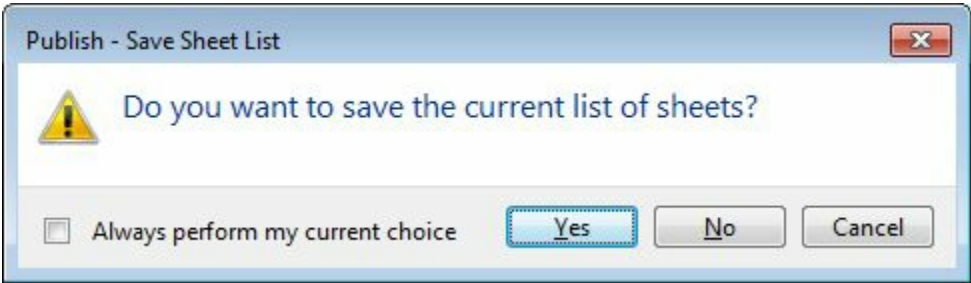 Publish - Save Sheet List
Do you want to save the current list of sheets?
Always perform my current choice
Yes
No
Cancel